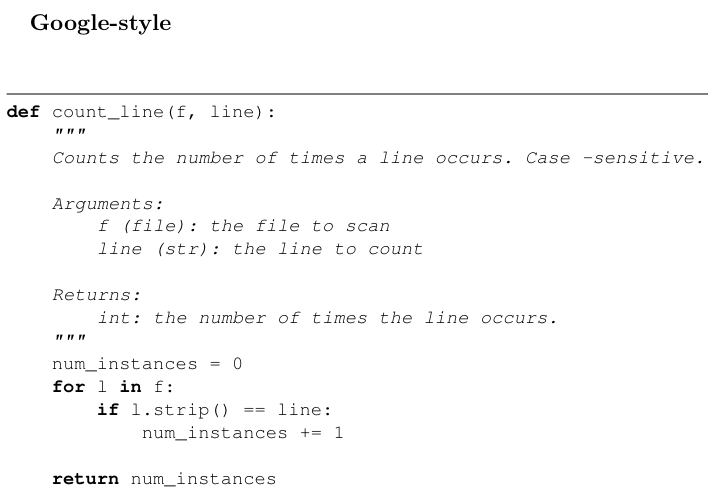 Google-style
def count_line(f, line):
    """
    Counts the number of times a line occurs. Case -sensitive.

    Arguments:
        f (file): the file to scan
        line (str): the line to count

    Returns:
        int: the number of times the line occurs.
    """
    num_instances = 0
    for l in f:
        if l.strip() == line:
            num_instances += 1

    return num_instances